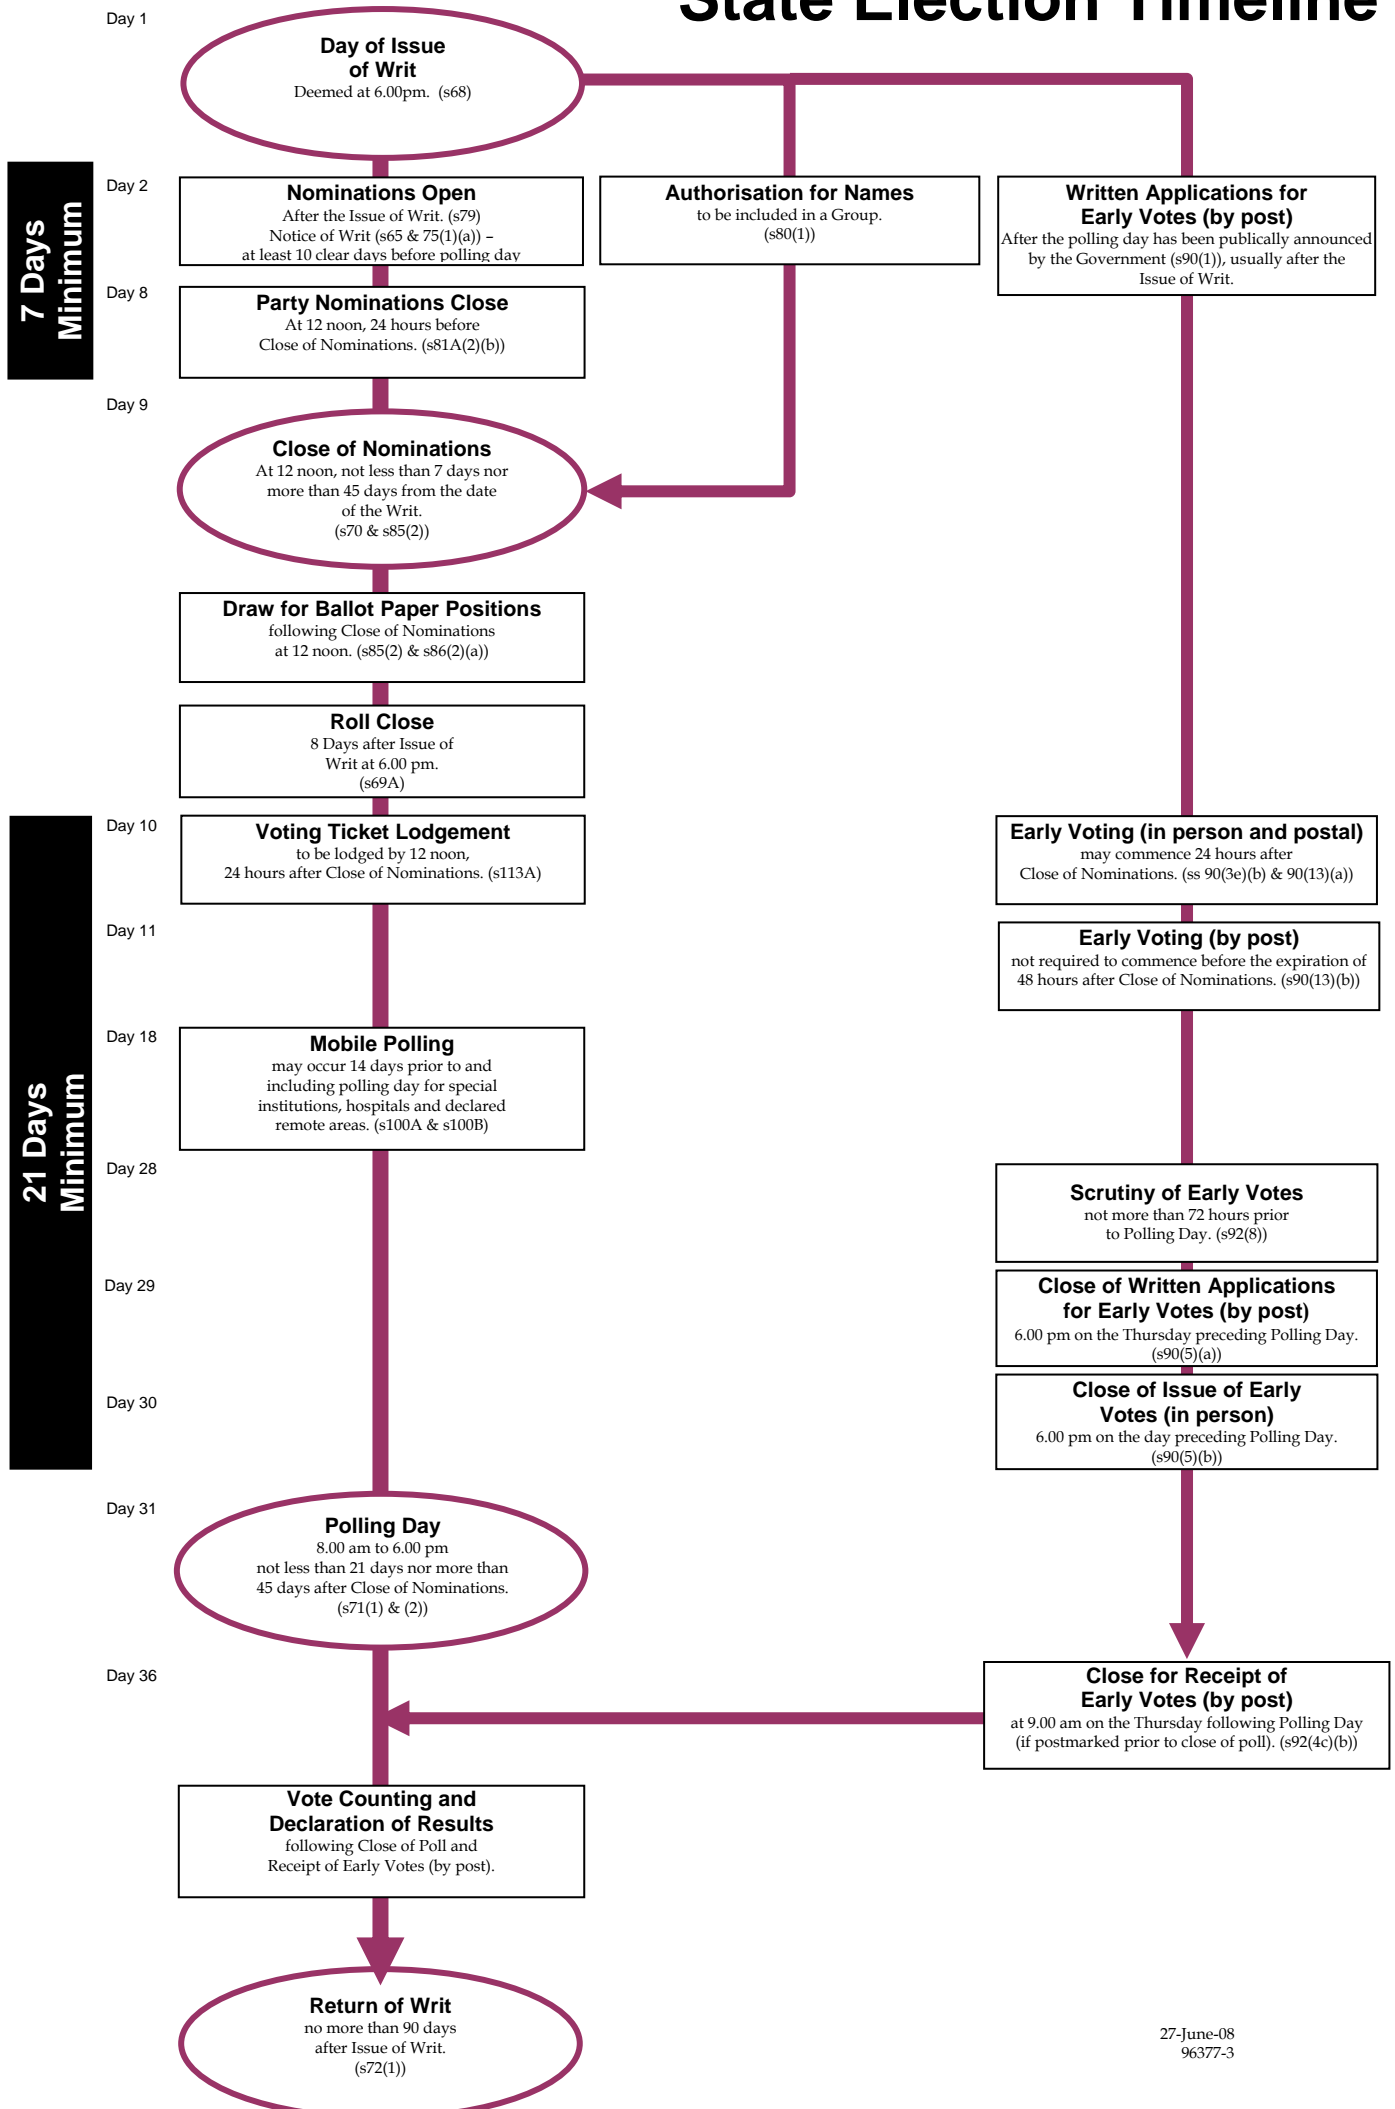 State Election Timeline
Day 1
Day of Issue
of Writ
Deemed at 6.00pm.  (s68)
7 Days
Minimum
Day 2
Nominations Open
After the Issue of Writ. (s79)
Notice of Writ (s65 & 75(1)(a)) –
at least 10 clear days before polling day
Authorisation for Names
to be included in a Group.
(s80(1))
Written Applications for
Early Votes (by post)
After the polling day has been publically announced
by the Government (s90(1)), usually after the
Issue of Writ.
Day 8
Party Nominations Close
At 12 noon, 24 hours before
Close of Nominations. (s81A(2)(b))
Day 9
Close of Nominations
At 12 noon, not less than 7 days nor
more than 45 days from the date
of the Writ.
(s70 & s85(2))
Draw for Ballot Paper Positions
following Close of Nominations
at 12 noon. (s85(2) & s86(2)(a))
Roll Close
8 Days after Issue of
Writ at 6.00 pm.
(s69A)
21 Days
Minimum
Day 10
Voting Ticket Lodgement
to be lodged by 12 noon,
24 hours after Close of Nominations. (s113A)
Early Voting (in person and postal)
may commence 24 hours after
Close of Nominations. (ss 90(3e)(b) & 90(13)(a))
Day 11
Early Voting (by post)
not required to commence before the expiration of
48 hours after Close of Nominations. (s90(13)(b))
Day 18
Mobile Polling
may occur 14 days prior to and
including polling day for special
institutions, hospitals and declared
remote areas. (s100A & s100B)
Day 28
Scrutiny of Early Votes
not more than 72 hours prior
to Polling Day. (s92(8))
Day 29
Close of Written Applications
for Early Votes (by post)
6.00 pm on the Thursday preceding Polling Day.
(s90(5)(a))
Day 30
Close of Issue of Early
Votes (in person)
6.00 pm on the day preceding Polling Day.
(s90(5)(b))
Day 31
Polling Day
8.00 am to 6.00 pm
not less than 21 days nor more than
45 days after Close of Nominations.
(s71(1) & (2))
Day 36
Close for Receipt of
Early Votes (by post)
at 9.00 am on the Thursday following Polling Day
(if postmarked prior to close of poll). (s92(4c)(b))
Vote Counting and
Declaration of Results
following Close of Poll and
Receipt of Early Votes (by post).
Return of Writ
no more than 90 days
after Issue of Writ.
(s72(1))
27-June-08
96377-3